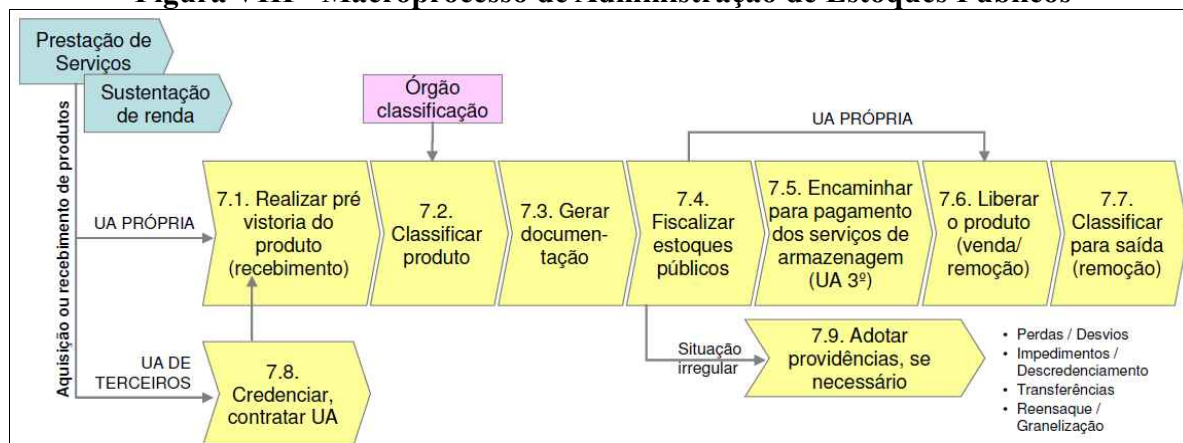 Figura VIII - Macroprocesso de Administração de Estoques Públicos
Prestação de
Serviços
Sustentação
de renda
Órgão
classificação
Aquisição ou recebimento de produtos
UA PRÓPRIA
UA PRÓPRIA
7.1. Realizar pré
vistoria do
produto
(recebimento)
7.2.
Classificar
produto
7.3. Gerar
documen-
tação
7.4.
Fiscalizar
estoques
públicos
7.5. Encaminhar
para pagamento
dos serviços de
armazenagem
(UA 3º)
7.6. Liberar
o produto
(venda/
remoção)
7.7.
Classificar
para saída
(remoção)
UA DE
TERCEIROS
7.8.
Credenciar,
contratar UA
Situação
irregular
7.9. Adotar
providências, se
necessário
• Perdas / Desvios
• Impedimentos /
Descredenciamento
• Transferências
• Reensaque /
Granelização